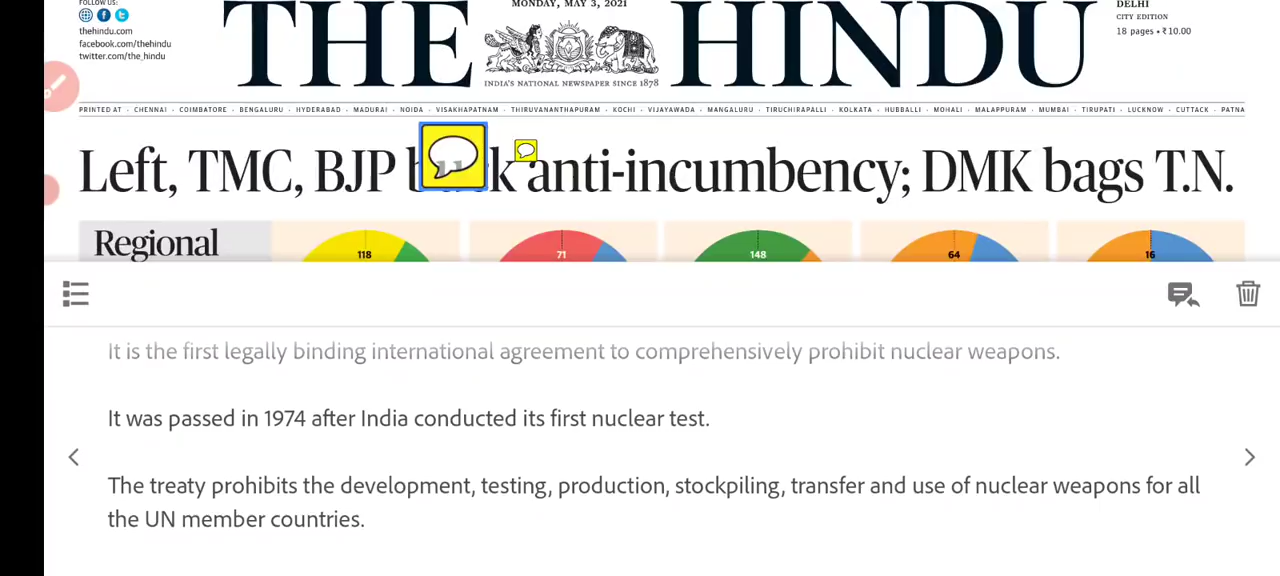 FOLLOW US:
thehindu.com
facebook.com/thehindu
twitter.com/the_hindu
MONDAY, MAY 3, 2021
DELHI
CITY EDITION
18 pages • ₹10.00
THE HINDU
INDIA'S NATIONAL NEWSPAPER SINCE 1878
PRINTED AT · CHENNAI · COIMBATORE · BENGALURU · HYDERABAD · MADURAI · NOIDA · VISAKHAPATNAM · THIRUVANANTHAPURAM · KOCHI · VIJAYAWADA · MANGALURU · TIRUCHIRAPALLI · KOLKATA · HUBBALLI · MOHALI · MALAPPURAM · MUMBAI · TIRUPATI · LUCKNOW · CUTTACK · PATNA
Left, TMC, BJP buck anti-incumbency; DMK bags T.N.
Regional
118
71
148
64
16
It is the first legally binding international agreement to comprehensively prohibit nuclear weapons.
It was passed in 1974 after India conducted its first nuclear test.
The treaty prohibits the development, testing, production, stockpiling, transfer and use of nuclear weapons for all
the UN member countries.